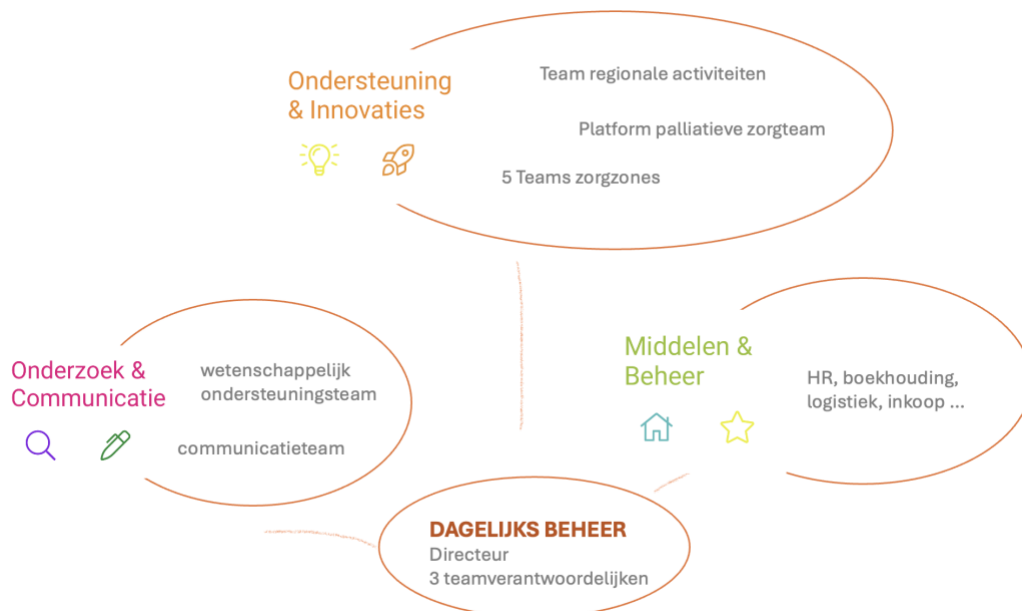 Ondersteuning
& Innovaties
Team regionale activiteiten
Platform palliatieve zorgteam
5 Teams zorgzones
Onderzoek &
Communicatie
wetenschappelijk
ondersteuningsteam
communicatieteam
Middelen &
Beheer
HR, boekhouding,
logistiek, inkoop ...
DAGELIJKS BEHEER
Directeur
3 teamverantwoordelijken